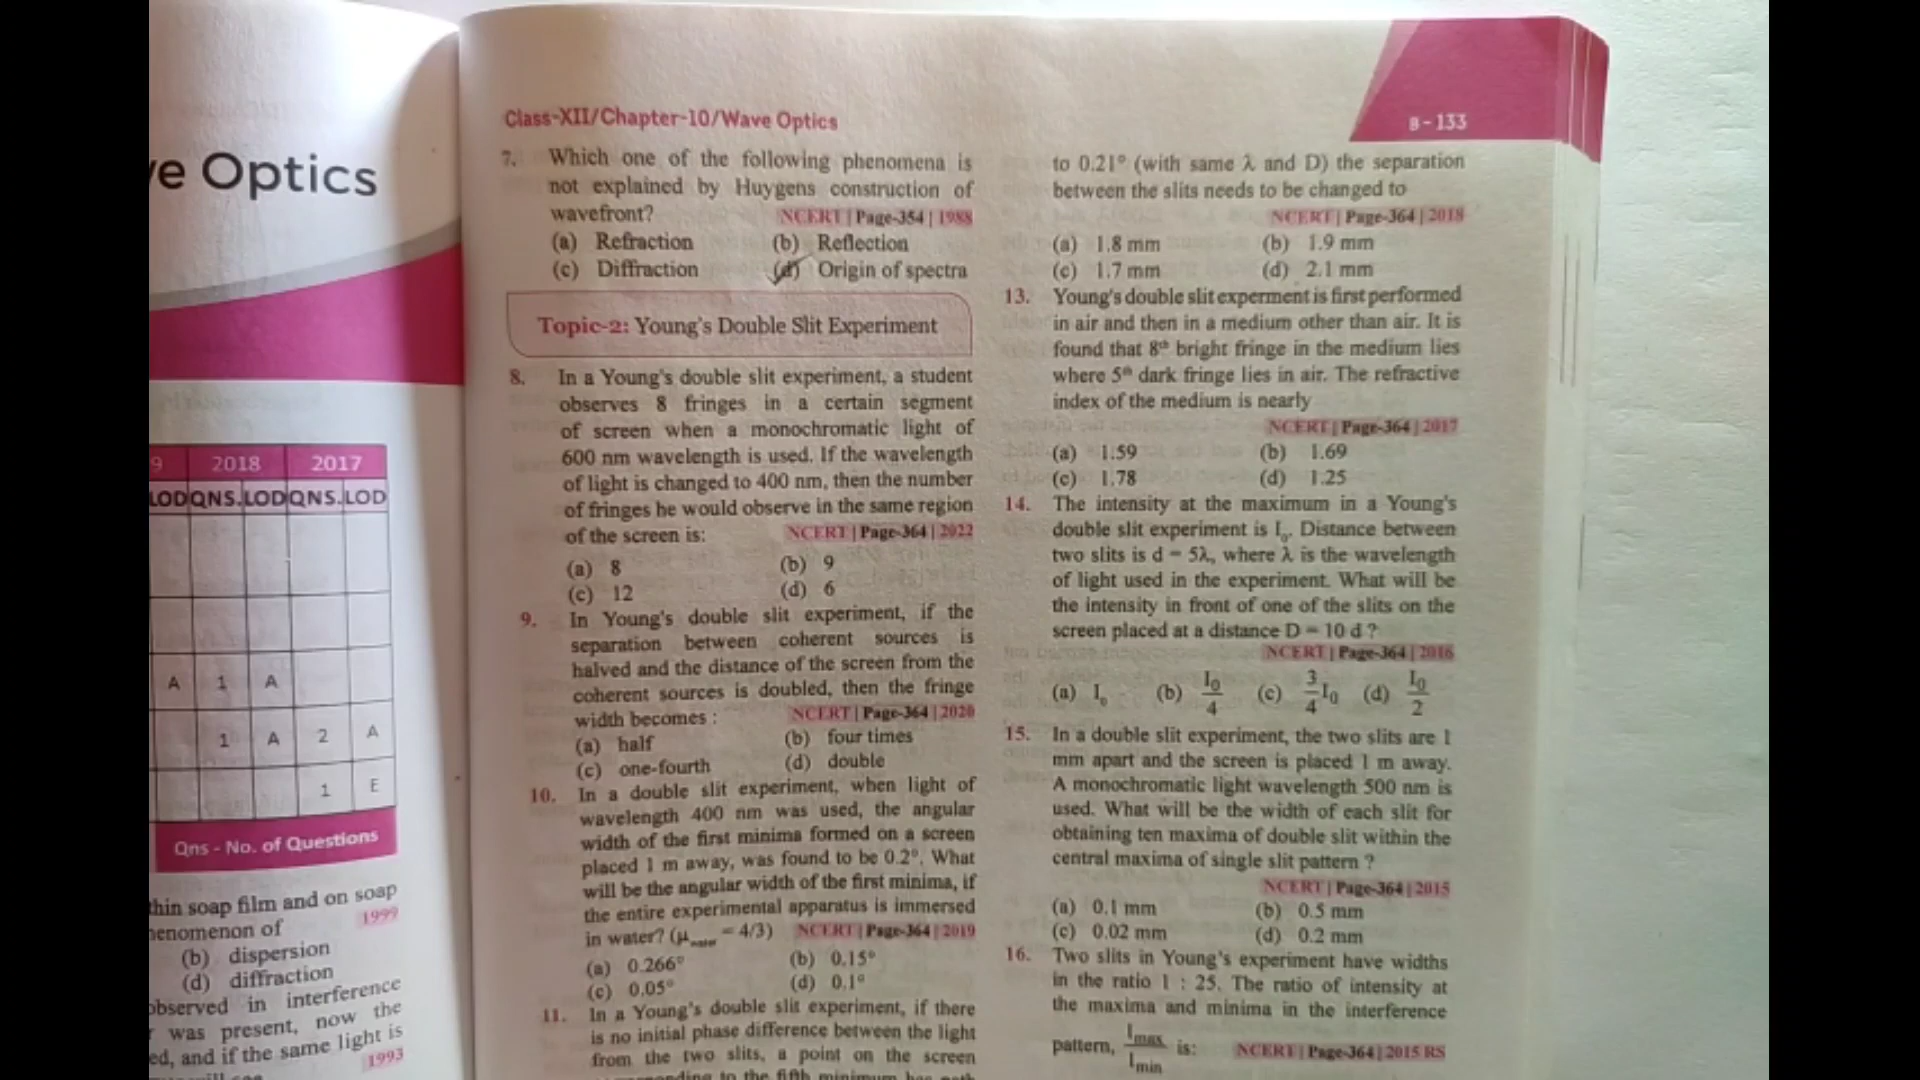 ve Optics
9 2018 2017
LOD QNS. LOD QNS. LOD
A 1 A
1 A 2 A
1 E
Qns - No. of Questions
thin soap film and on soap
henomenon of 1999
(b) dispersion
(d) diffraction
observed in interference
was present, now the
ed, and if the same light is
1993
Class-XII/Chapter-10/Wave Optics
7. Which one of the following phenomena is
not explained by Huygens construction of
wavefront? NCERT | Page-354 | 1988
(a) Refraction (b) Reflection
(c) Diffraction (d) Origin of spectra
Topic-2: Young's Double Slit Experiment
8. In a Young's double slit experiment, a student
observes 8 fringes in a certain segment
of screen when a monochromatic light of
600 nm wavelength is used. If the wavelength
of light is changed to 400 nm, then the number
of fringes he would observe in the same region
of the screen is: NCERT | Page-364 | 2022
(a) 8 (b) 9
(c) 12 (d) 6
9. In Young's double slit experiment, if the
separation between coherent sources is
halved and the distance of the screen from the
coherent sources is doubled, then the fringe
width becomes : NCERT | Page-364 | 2020
(a) half (b) four times
(c) one-fourth (d) double
10. In a double slit experiment, when light of
wavelength 400 nm was used, the angular
width of the first minima formed on a screen
placed 1 m away, was found to be 0.2°. What
will be the angular width of the first minima, if
the entire experimental apparatus is immersed
in water? (μwater = 4/3) NCERT | Page-364 | 2019
(a) 0.266° (b) 0.15°
(c) 0.05° (d) 0.1°
11. In a Young's double slit experiment, if there
is no initial phase difference between the light
from the two slits, a point on the screen
to the fifth minimum has path
B-133
to 0.21° (with same λ and D) the separation
between the slits needs to be changed to
NCERT | Page-364 | 2018
(a) 1.8 mm (b) 1.9 mm
(c) 1.7 mm (d) 2.1 mm
13. Young's double slit experment is first performed
in air and then in a medium other than air. It is
found that 8th bright fringe in the medium lies
where 5th dark fringe lies in air. The refractive
index of the medium is nearly
NCERT | Page-364 | 2017
(a) 1.59 (b) 1.69
(c) 1.78 (d) 1.25
14. The intensity at the maximum in a Young's
double slit experiment is I₀. Distance between
two slits is d = 5λ, where λ is the wavelength
of light used in the experiment. What will be
the intensity in front of one of the slits on the
screen placed at a distance D = 10 d ?
NCERT | Page-364 | 2016
(a) I₀ (b) I₀/4 (c) 3/4 I₀ (d) I₀/2
15. In a double slit experiment, the two slits are 1
mm apart and the screen is placed 1 m away.
A monochromatic light wavelength 500 nm is
used. What will be the width of each slit for
obtaining ten maxima of double slit within the
central maxima of single slit pattern ?
NCERT | Page-364 | 2015
(a) 0.1 mm (b) 0.5 mm
(c) 0.02 mm (d) 0.2 mm
16. Two slits in Young's experiment have widths
in the ratio 1 : 25. The ratio of intensity at
the maxima and minima in the interference
pattern, Imax/Imin is: NCERT | Page-364 | 2015 RS